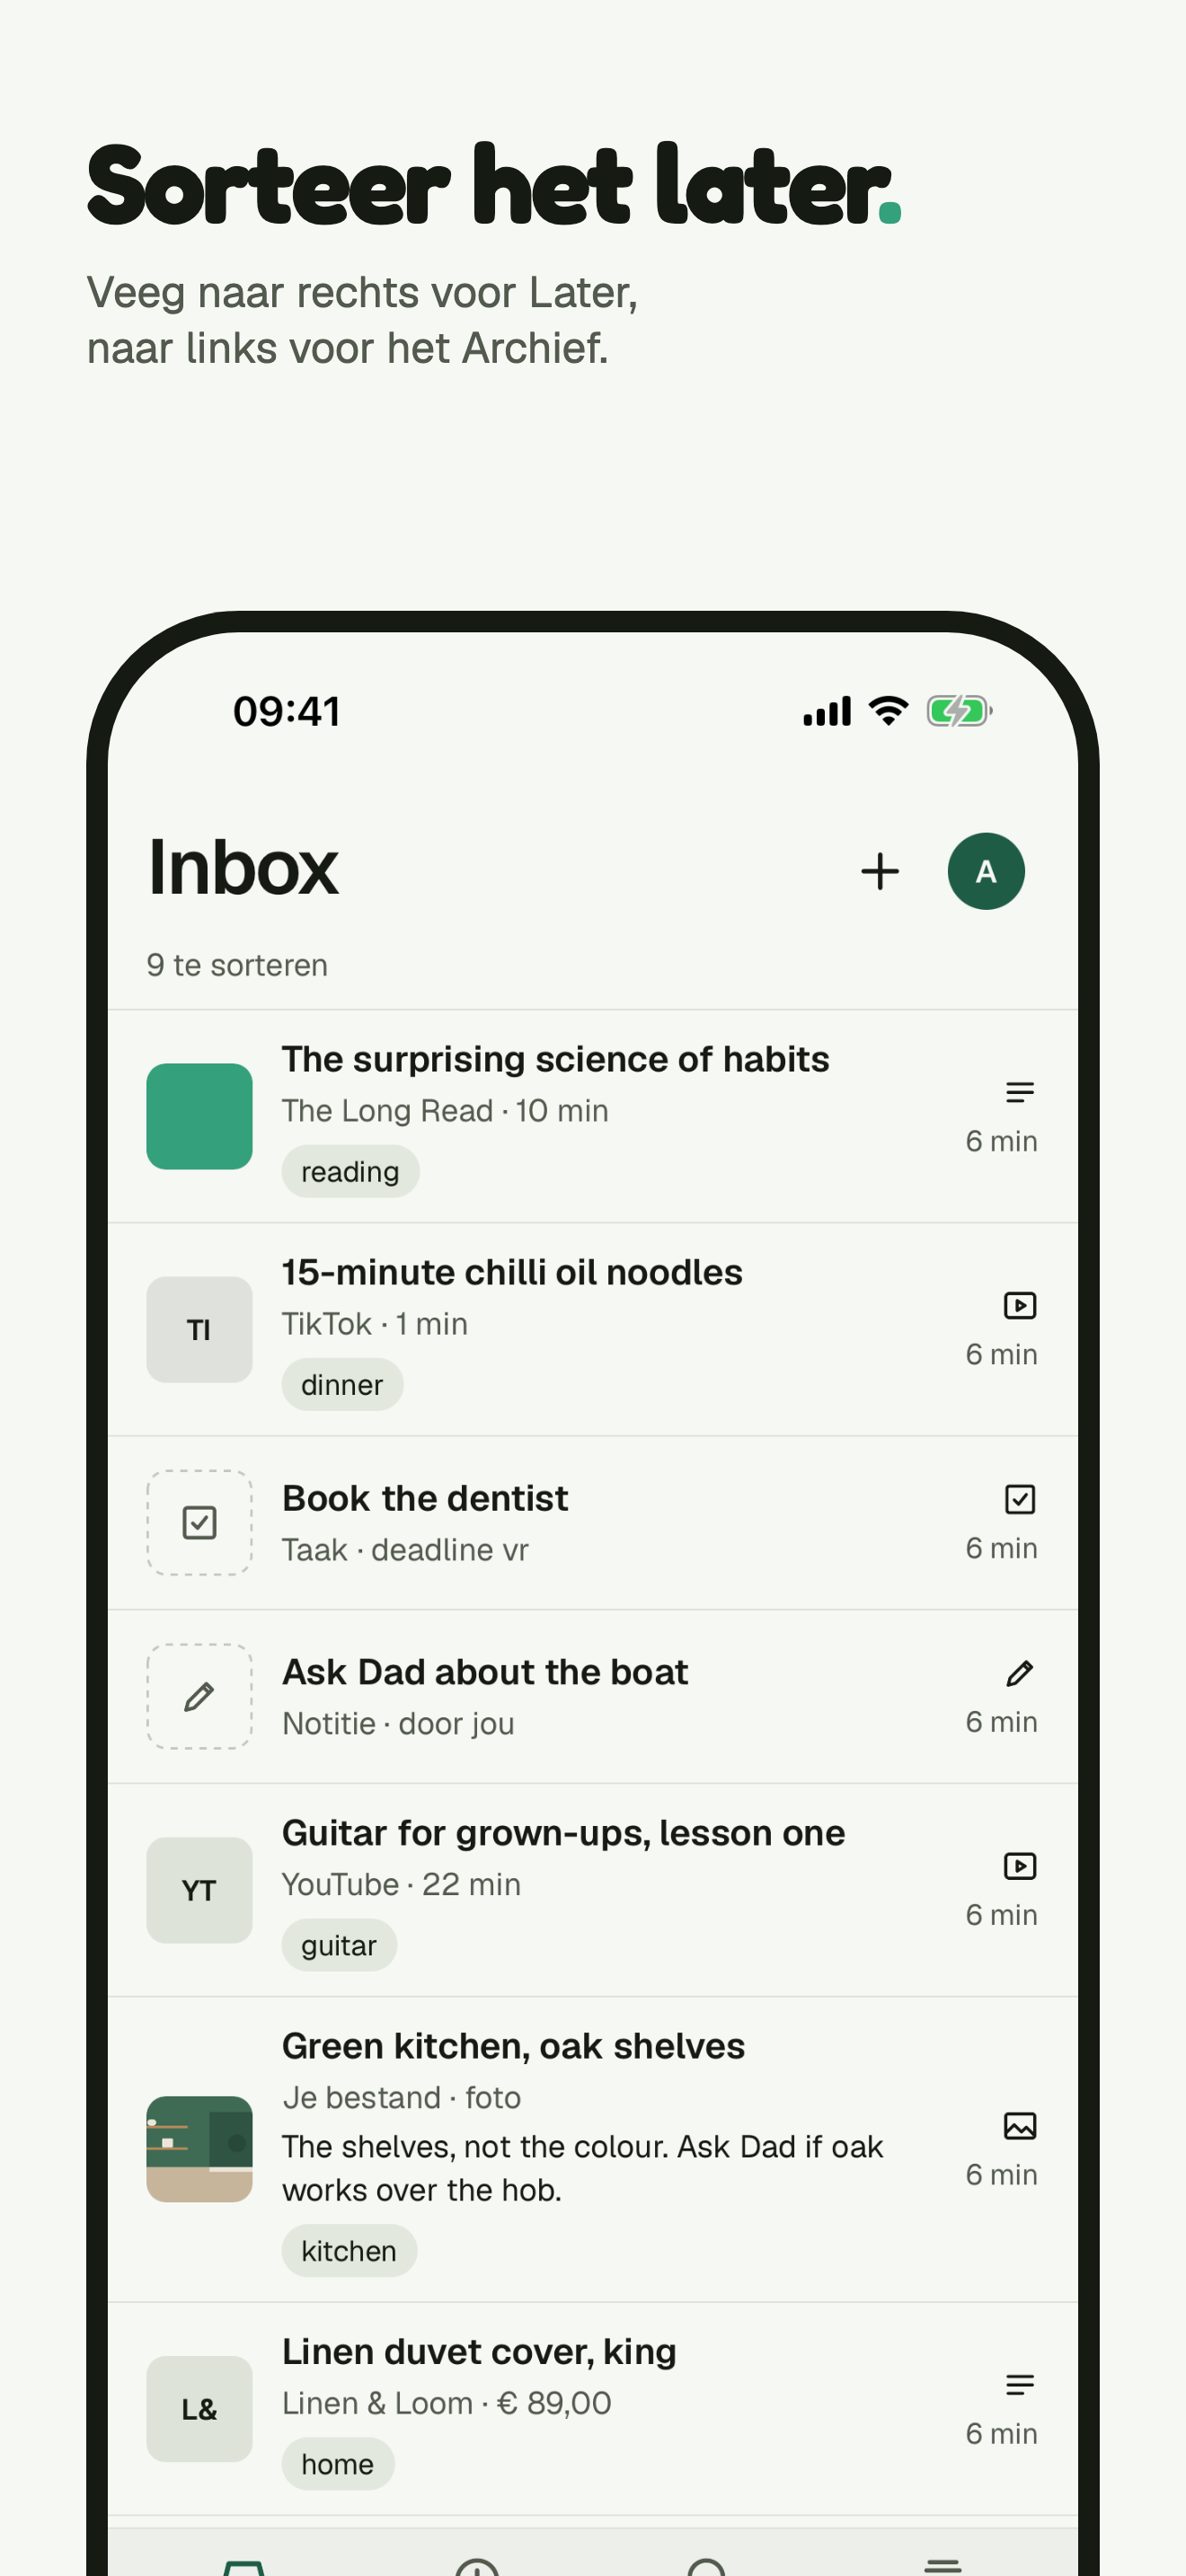 Sorteer het later.
Veeg naar rechts voor Later,
naar links voor het Archief.
09:41
Inbox
A
9 te sorteren
The surprising science of habits
The Long Read · 10 min
reading
6 min
TI
15-minute chilli oil noodles
TikTok · 1 min
dinner
6 min
Book the dentist
Taak · deadline vr
6 min
Ask Dad about the boat
Notitie · door jou
6 min
YT
Guitar for grown-ups, lesson one
YouTube · 22 min
guitar
6 min
Green kitchen, oak shelves
Je bestand · foto
The shelves, not the colour. Ask Dad if oak
works over the hob.
kitchen
6 min
L&
Linen duvet cover, king
Linen & Loom · € 89,00
home
6 min